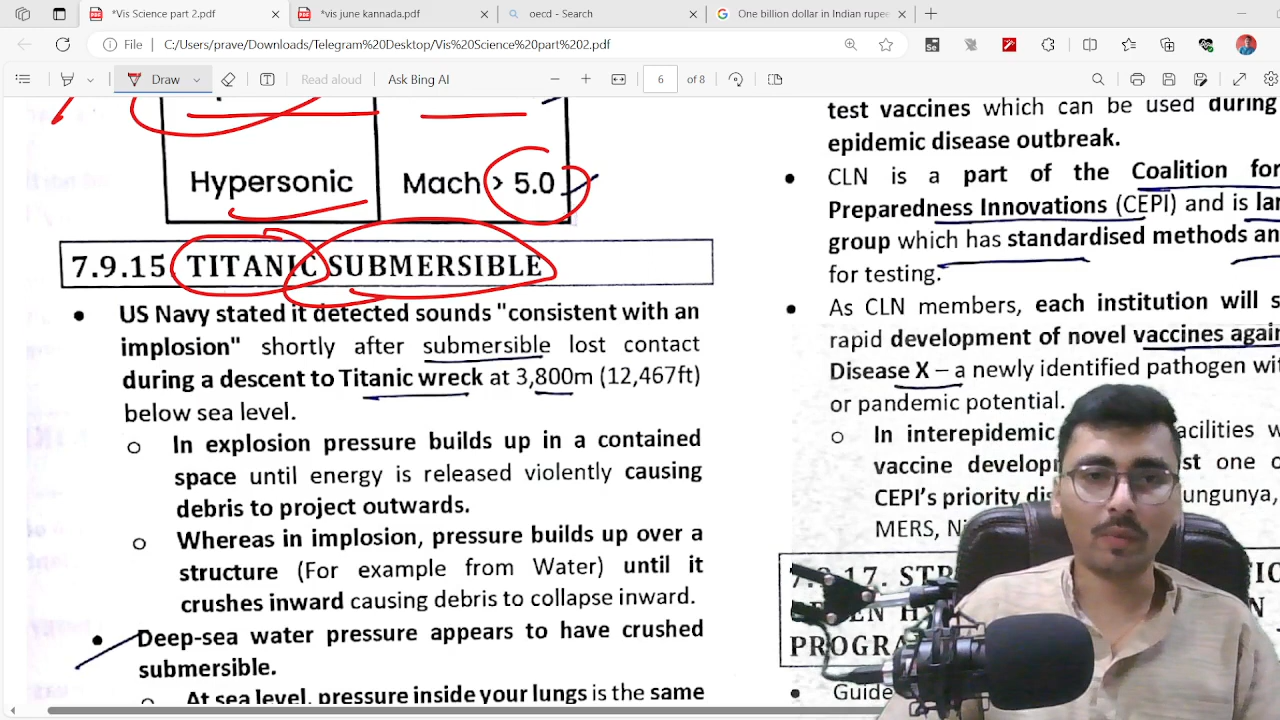 *Vis Science part 2.pdf
*vis june kannada.pdf
oecd - Search
One billion dollar in Indian rupee
File
C:/Users/prave/Downloads/Telegram%20Desktop/Vis%20Science%20part%202.pdf
Draw
Read aloud
Ask Bing AI
6
of 8
Hypersonic
Mach > 5.0
7.9.15 TITANIC SUBMERSIBLE
• US Navy stated it detected sounds "consistent with an
implosion" shortly after submersible lost contact
during a descent to Titanic wreck at 3,800m (12,467ft)
below sea level.
o In explosion pressure builds up in a contained
space until energy is released violently causing
debris to project outwards.
o Whereas in implosion, pressure builds up over a
structure (For example from Water) until it
crushes inward causing debris to collapse inward.
• Deep-sea water pressure appears to have crushed
submersible.
o At sea level, pressure inside your lungs is the same
test vaccines which can be used during
epidemic disease outbreak.
• CLN is a part of the Coalition for
Preparedness Innovations (CEPI) and is
group which has standardised methods
for testing.
• As CLN members, each institution will
rapid development of novel vaccines
Disease X – a newly identified pathogen
or pandemic potential.
o In interepidemic
vaccine one
CEPI's priority
MERS,
PROGRA
• Guide